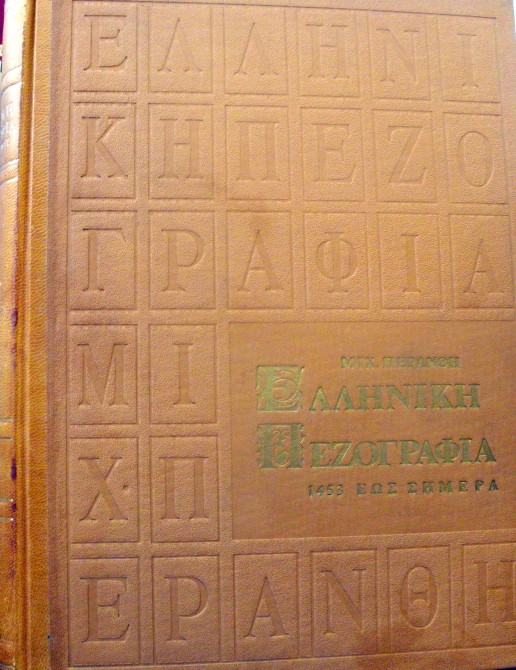 ΕΛΛΗΝΙ
ΚΗΠΕΖΟ
ΓΡΑΦΙΑ
ΜΙ
Χ·Π
ΕΡΑΝΘΗ
ΜΙΧ. ΠΕΡΑΝΘΗ
ΕΛΛΗΝΙΚΗ
ΠΕΖΟΓΡΑΦΙΑ
1453 ΕΩΣ ΣΗΜΕΡΑ